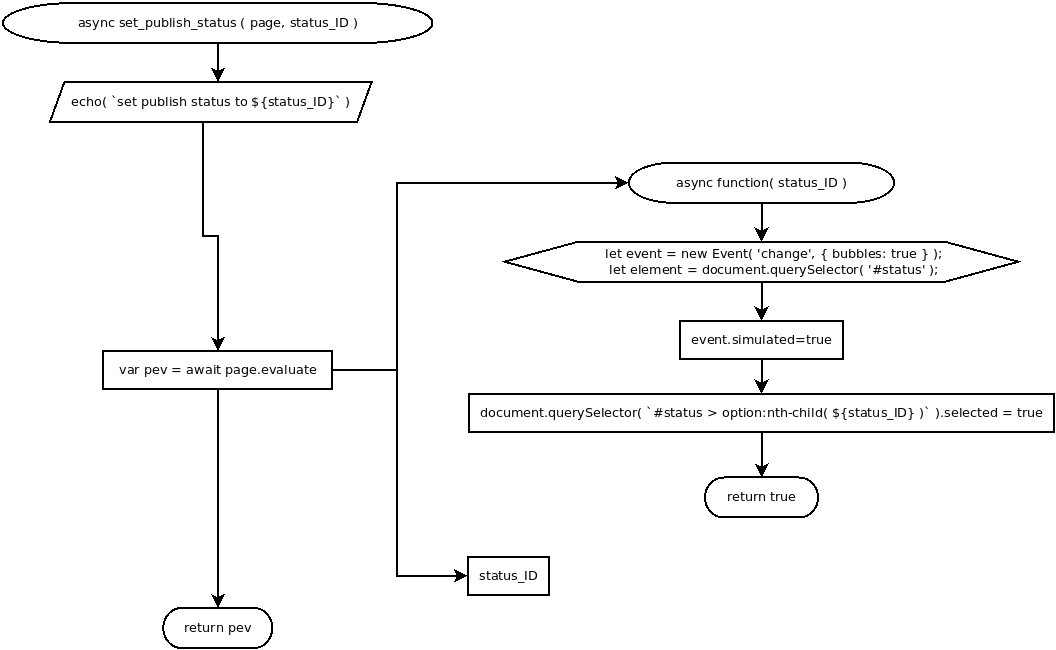 async set_publish_status ( page, status_ID )
echo( `set publish status to ${status_ID}` )
async function( status_ID )
let event = new Event( 'change', { bubbles: true } );
let element = document.querySelector( '#status' );
event.simulated=true
var pev = await page.evaluate
document.querySelector( `#status > option:nth-child( ${status_ID} )` ).selected = true
return true
status_ID
return pev